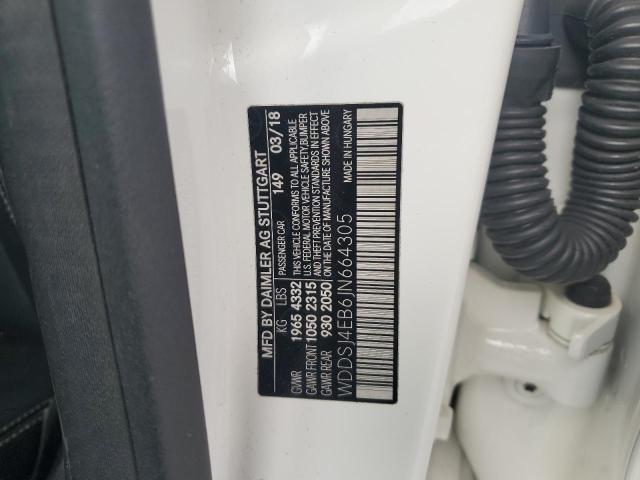 MFD BY DAIMLER AG STUTTGART
PASSENGER CAR 149 03/18
KG LBS THIS VEHICLE CONFORMS TO ALL APPLICABLE
GVWR 1965 4332 U.S. FEDERAL MOTOR VEHICLE SAFETY,BUMPER
GAWR FRONT 1050 2315 AND THEFT PREVENTION STANDARDS IN EFFECT
GAWR REAR 930 2050 ON THE DATE OF MANUFACTURE SHOWN ABOVE
WDDSJ4EB6JN664305 MADE IN HUNGARY